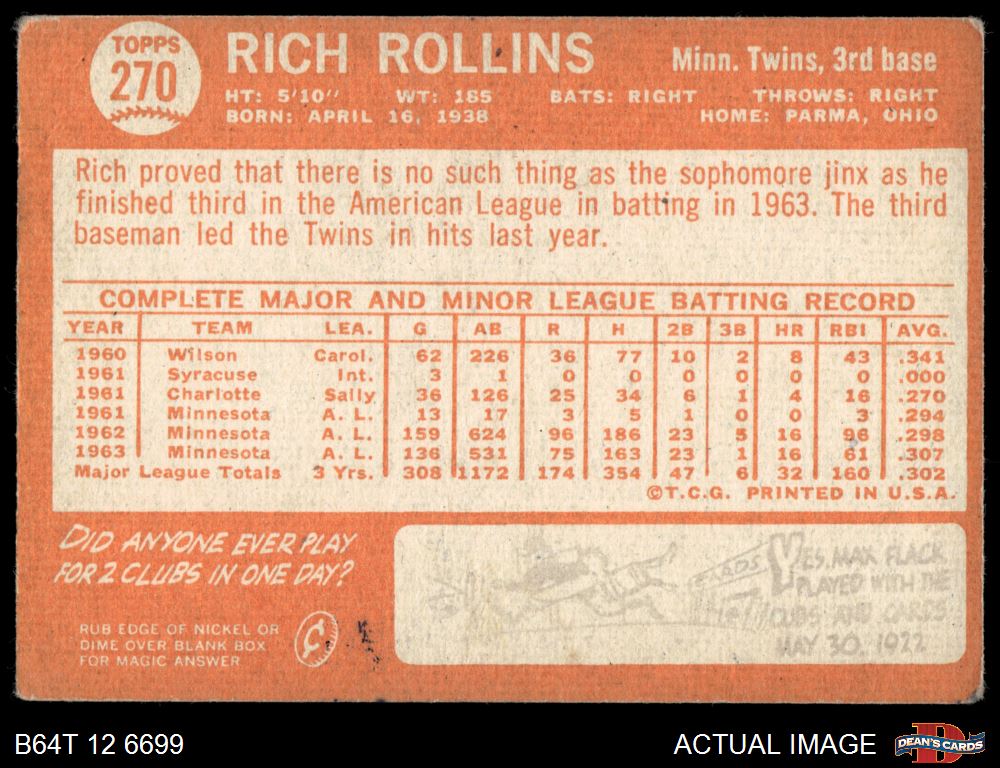 TOPPS
270
RICH ROLLINS
Minn. Twins, 3rd base
HT: 5'10" WT: 185 BATS: RIGHT THROWS: RIGHT
BORN: APRIL 16, 1938 HOME: PARMA, OHIO
Rich proved that there is no such thing as the sophomore jinx as he
finished third in the American League in batting in 1963. The third
baseman led the Twins in hits last year.
COMPLETE MAJOR AND MINOR LEAGUE BATTING RECORD
YEAR TEAM LEA. G AB R H 2B 3B HR RBI AVG.
1960 Wilson Carol. 62 226 36 77 10 2 8 43 .341
1961 Syracuse Int. 3 1 0 0 0 0 0 0 .000
1961 Charlotte Sally 36 126 25 34 6 1 4 16 .270
1961 Minnesota A. L. 13 17 3 5 1 0 0 3 .294
1962 Minnesota A. L. 159 624 96 186 23 5 16 96 .298
1963 Minnesota A. L. 136 531 75 163 23 1 16 61 .307
Major League Totals 3 Yrs. 308 1172 174 354 47 6 32 160 .302
©T.C.G. PRINTED IN U.S.A.
DID ANYONE EVER PLAY
FOR 2 CLUBS IN ONE DAY?
RUB EDGE OF NICKEL OR
DIME OVER BLANK BOX
FOR MAGIC ANSWER
CARDS
YES, MAX FLACK
PLAYED WITH THE
CUBS AND CARDS
MAY 30, 1922
B64T 12 6699
ACTUAL IMAGE
D
DEAN'S CARDS